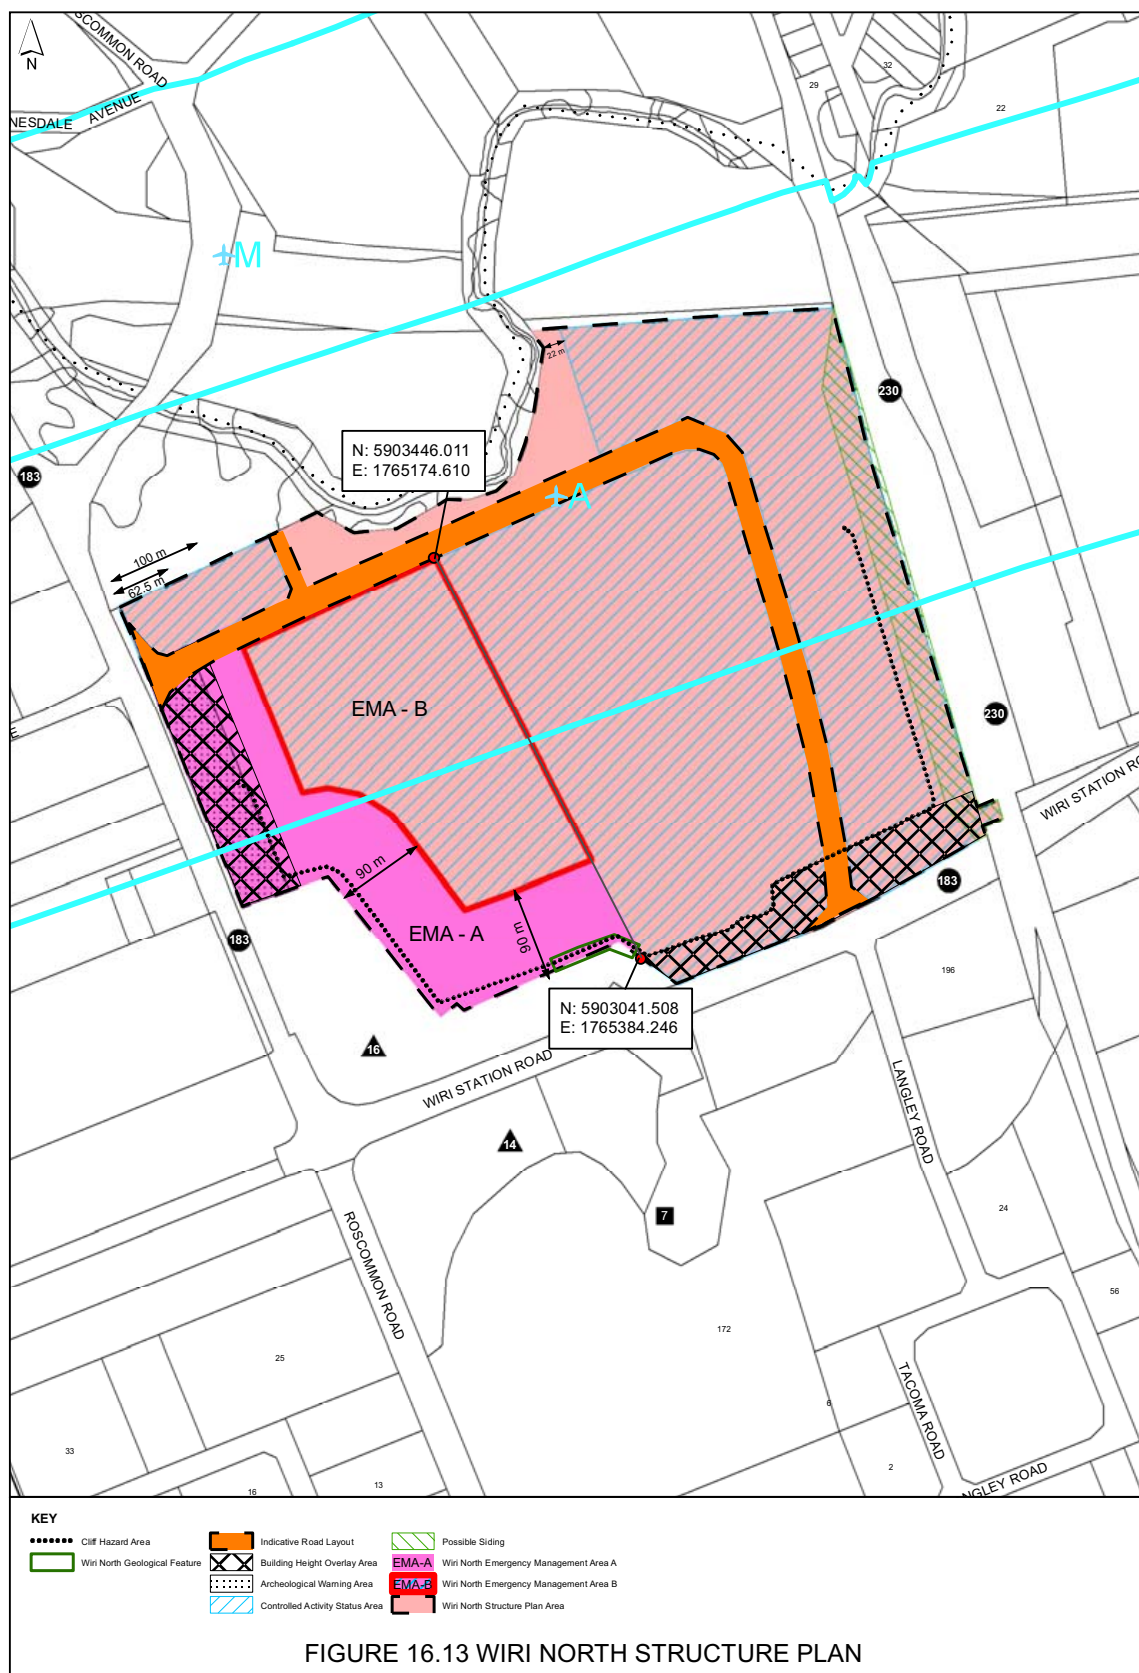 N
SCOMMON ROAD
NESDALE AVENUE
29
32
22
M
22 m
230
183
N: 5903446.011
E: 1765174.610
A
100 m
62.5 m
EMA - B
230
E
WIRI STATION RO
90 m
183
EMA - A
90 m
183
196
N: 5903041.508
E: 1765384.246
16
WIRI STATION ROAD
LANGLEY ROAD
14
7
24
ROSCOMMON ROAD
56
172
25
TACOMA ROAD
6
33
2
13
16
NGLEY ROAD
KEY
Cliff Hazard Area
Wiri North Geological Feature
Indicative Road Layout
Building Height Overlay Area
Archeological Warning Area
Controlled Activity Status Area
Possible Siding
EMA-A Wiri North Emergency Management Area A
EMA-B Wiri North Emergency Management Area B
Wiri North Structure Plan Area
FIGURE 16.13 WIRI NORTH STRUCTURE PLAN